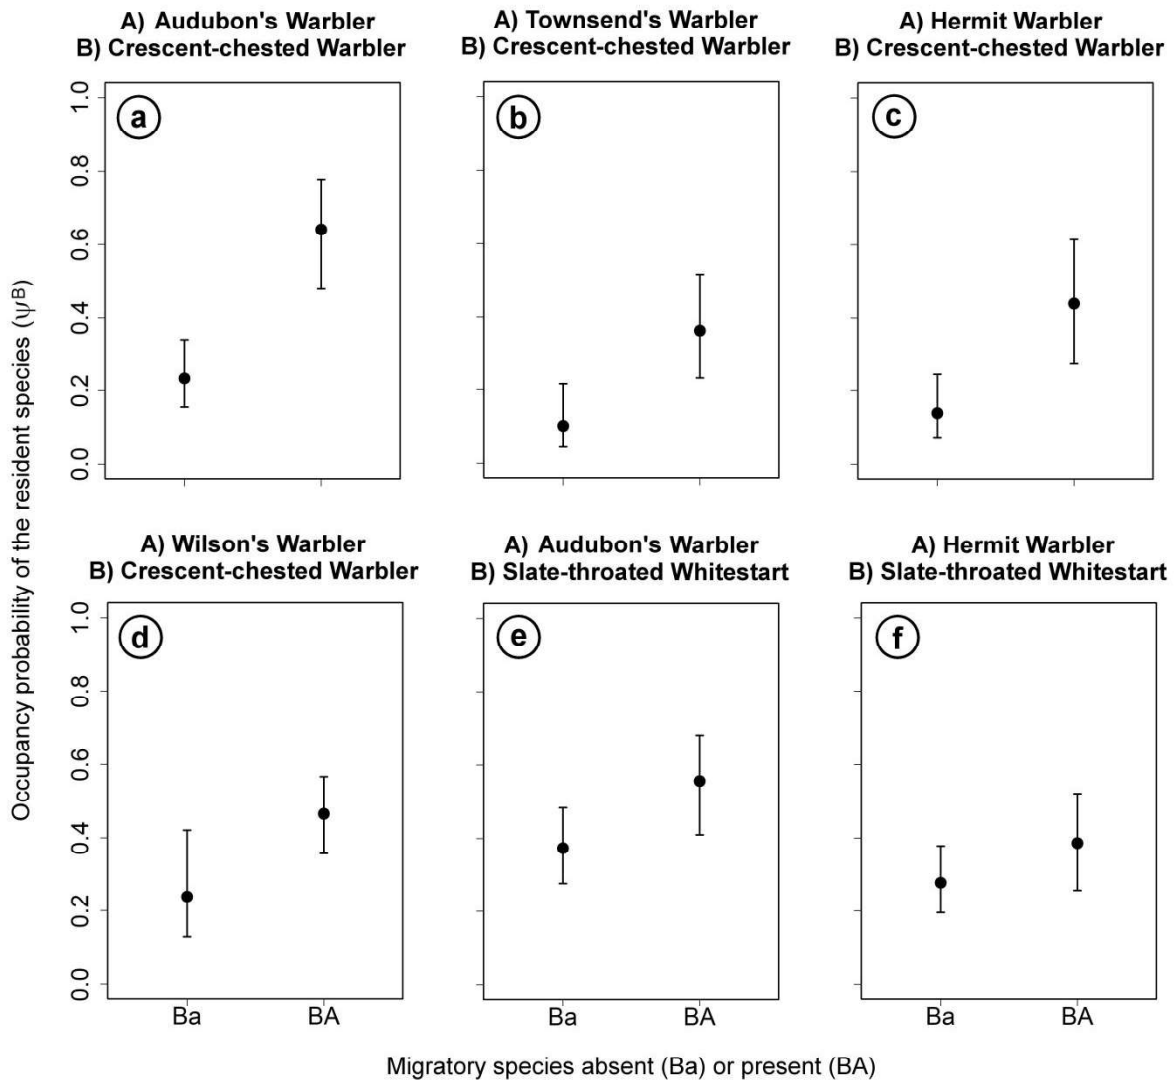 A) Audubon's Warbler
B) Crescent-chested Warbler
A) Townsend's Warbler
B) Crescent-chested Warbler
A) Hermit Warbler
B) Crescent-chested Warbler
a
b
c
1.0
0.8
0.6
0.4
0.2
0.0
A) Wilson's Warbler
B) Crescent-chested Warbler
A) Audubon's Warbler
B) Slate-throated Whitestart
A) Hermit Warbler
B) Slate-throated Whitestart
d
e
f
1.0
0.8
0.6
0.4
0.2
0.0
Occupancy probability of the resident species (ψᴮ)
Ba BA
Ba BA
Ba BA
Migratory species absent (Ba) or present (BA)